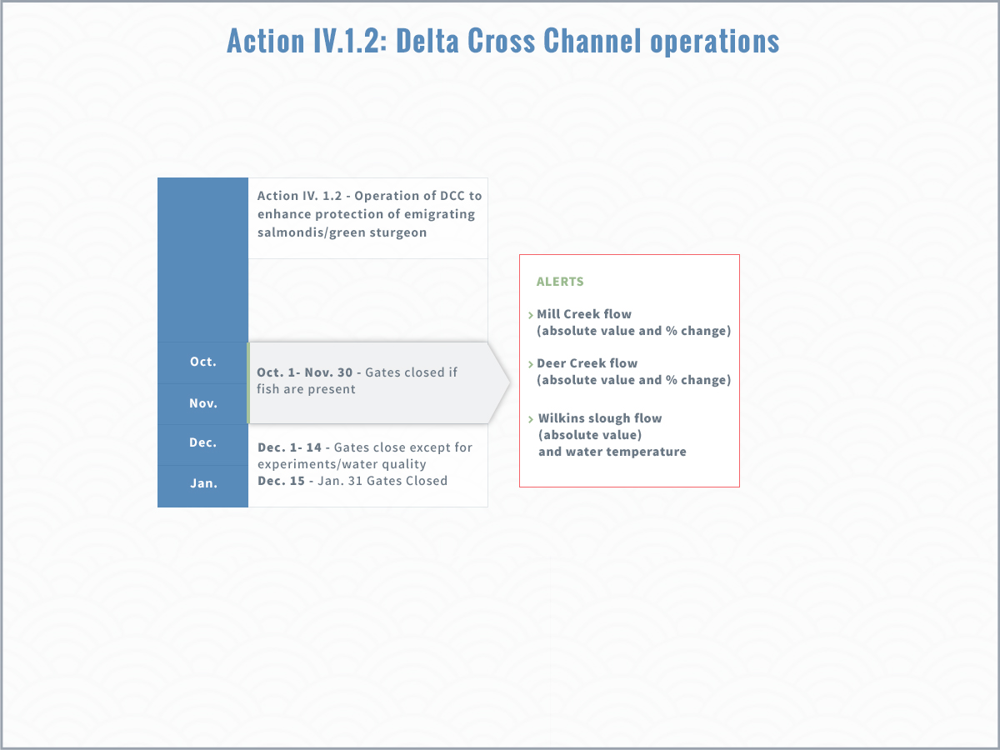 Action IV.1.2: Delta Cross Channel operations
Action IV. 1.2 - Operation of DCC to
enhance protection of emigrating
salmondis/green sturgeon
Oct.
Nov.
Oct. 1- Nov. 30 - Gates closed if
fish are present
Dec.
Jan.
Dec. 1- 14 - Gates close except for
experiments/water quality
Dec. 15 - Jan. 31 Gates Closed
ALERTS
Mill Creek flow
(absolute value and % change)
Deer Creek flow
(absolute value and % change)
Wilkins slough flow
(absolute value)
and water temperature